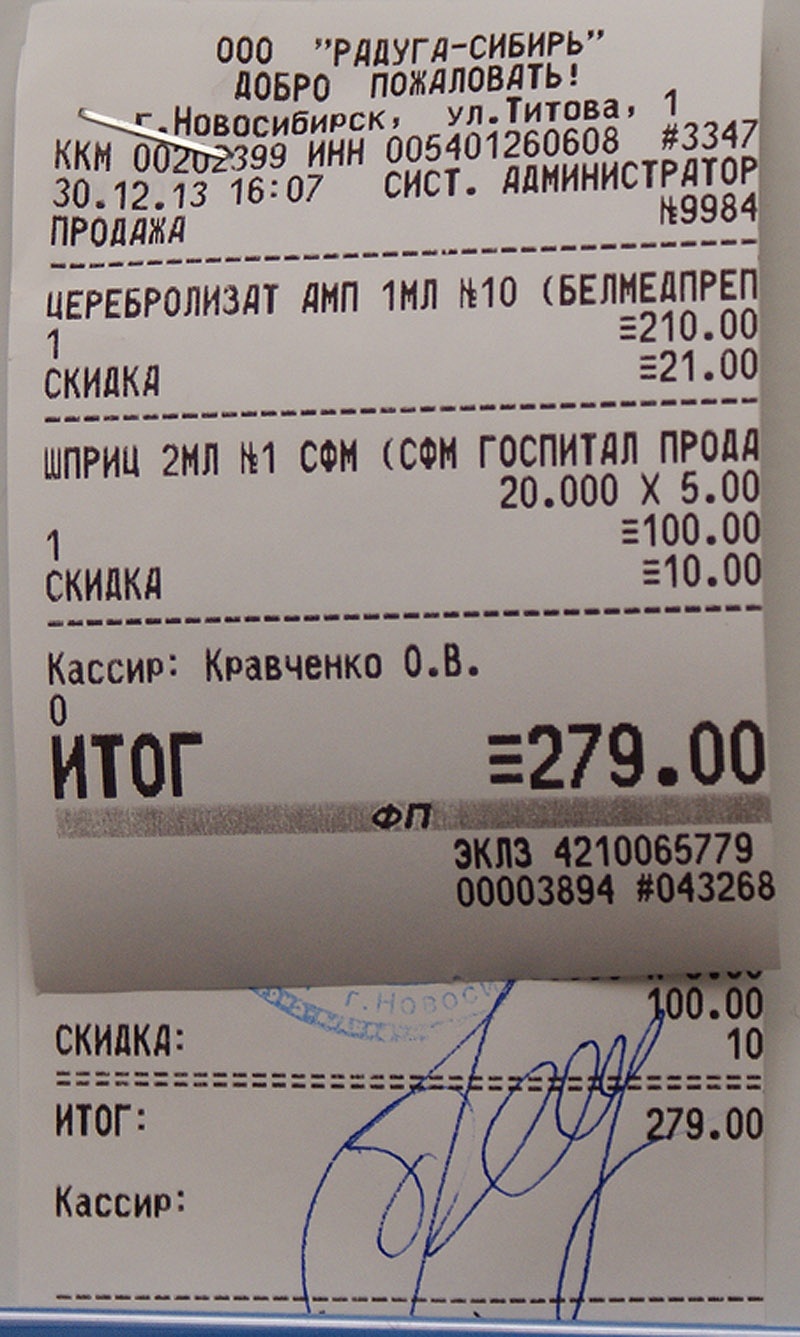 ООО "РАДУГА-СИБИРЬ"
ДОБРО ПОЖАЛОВАТЬ!
г.Новосибирск, ул.Титова, 1
ККМ 00202399 ИНН 005401260608 #3347
30.12.13 16:07 СИСТ. АДМИНИСТРАТОР
ПРОДАЖА №9984
ЦЕРЕБРОЛИЗАТ АМП 1МЛ №10 (БЕЛМЕДПРЕП
1 ≡210.00
СКИДКА ≡21.00
ШПРИЦ 2МЛ №1 СФМ (СФМ ГОСПИТАЛ ПРОДА
20.000 X 5.00
1 ≡100.00
СКИДКА ≡10.00
Кассир: Кравченко О.В.
0
ИТОГ ≡279.00
ФП
ЭКЛЗ 4210065779
00003894 #043268
100.00
СКИДКА: 10
ИТОГ: 279.00
Кассир: